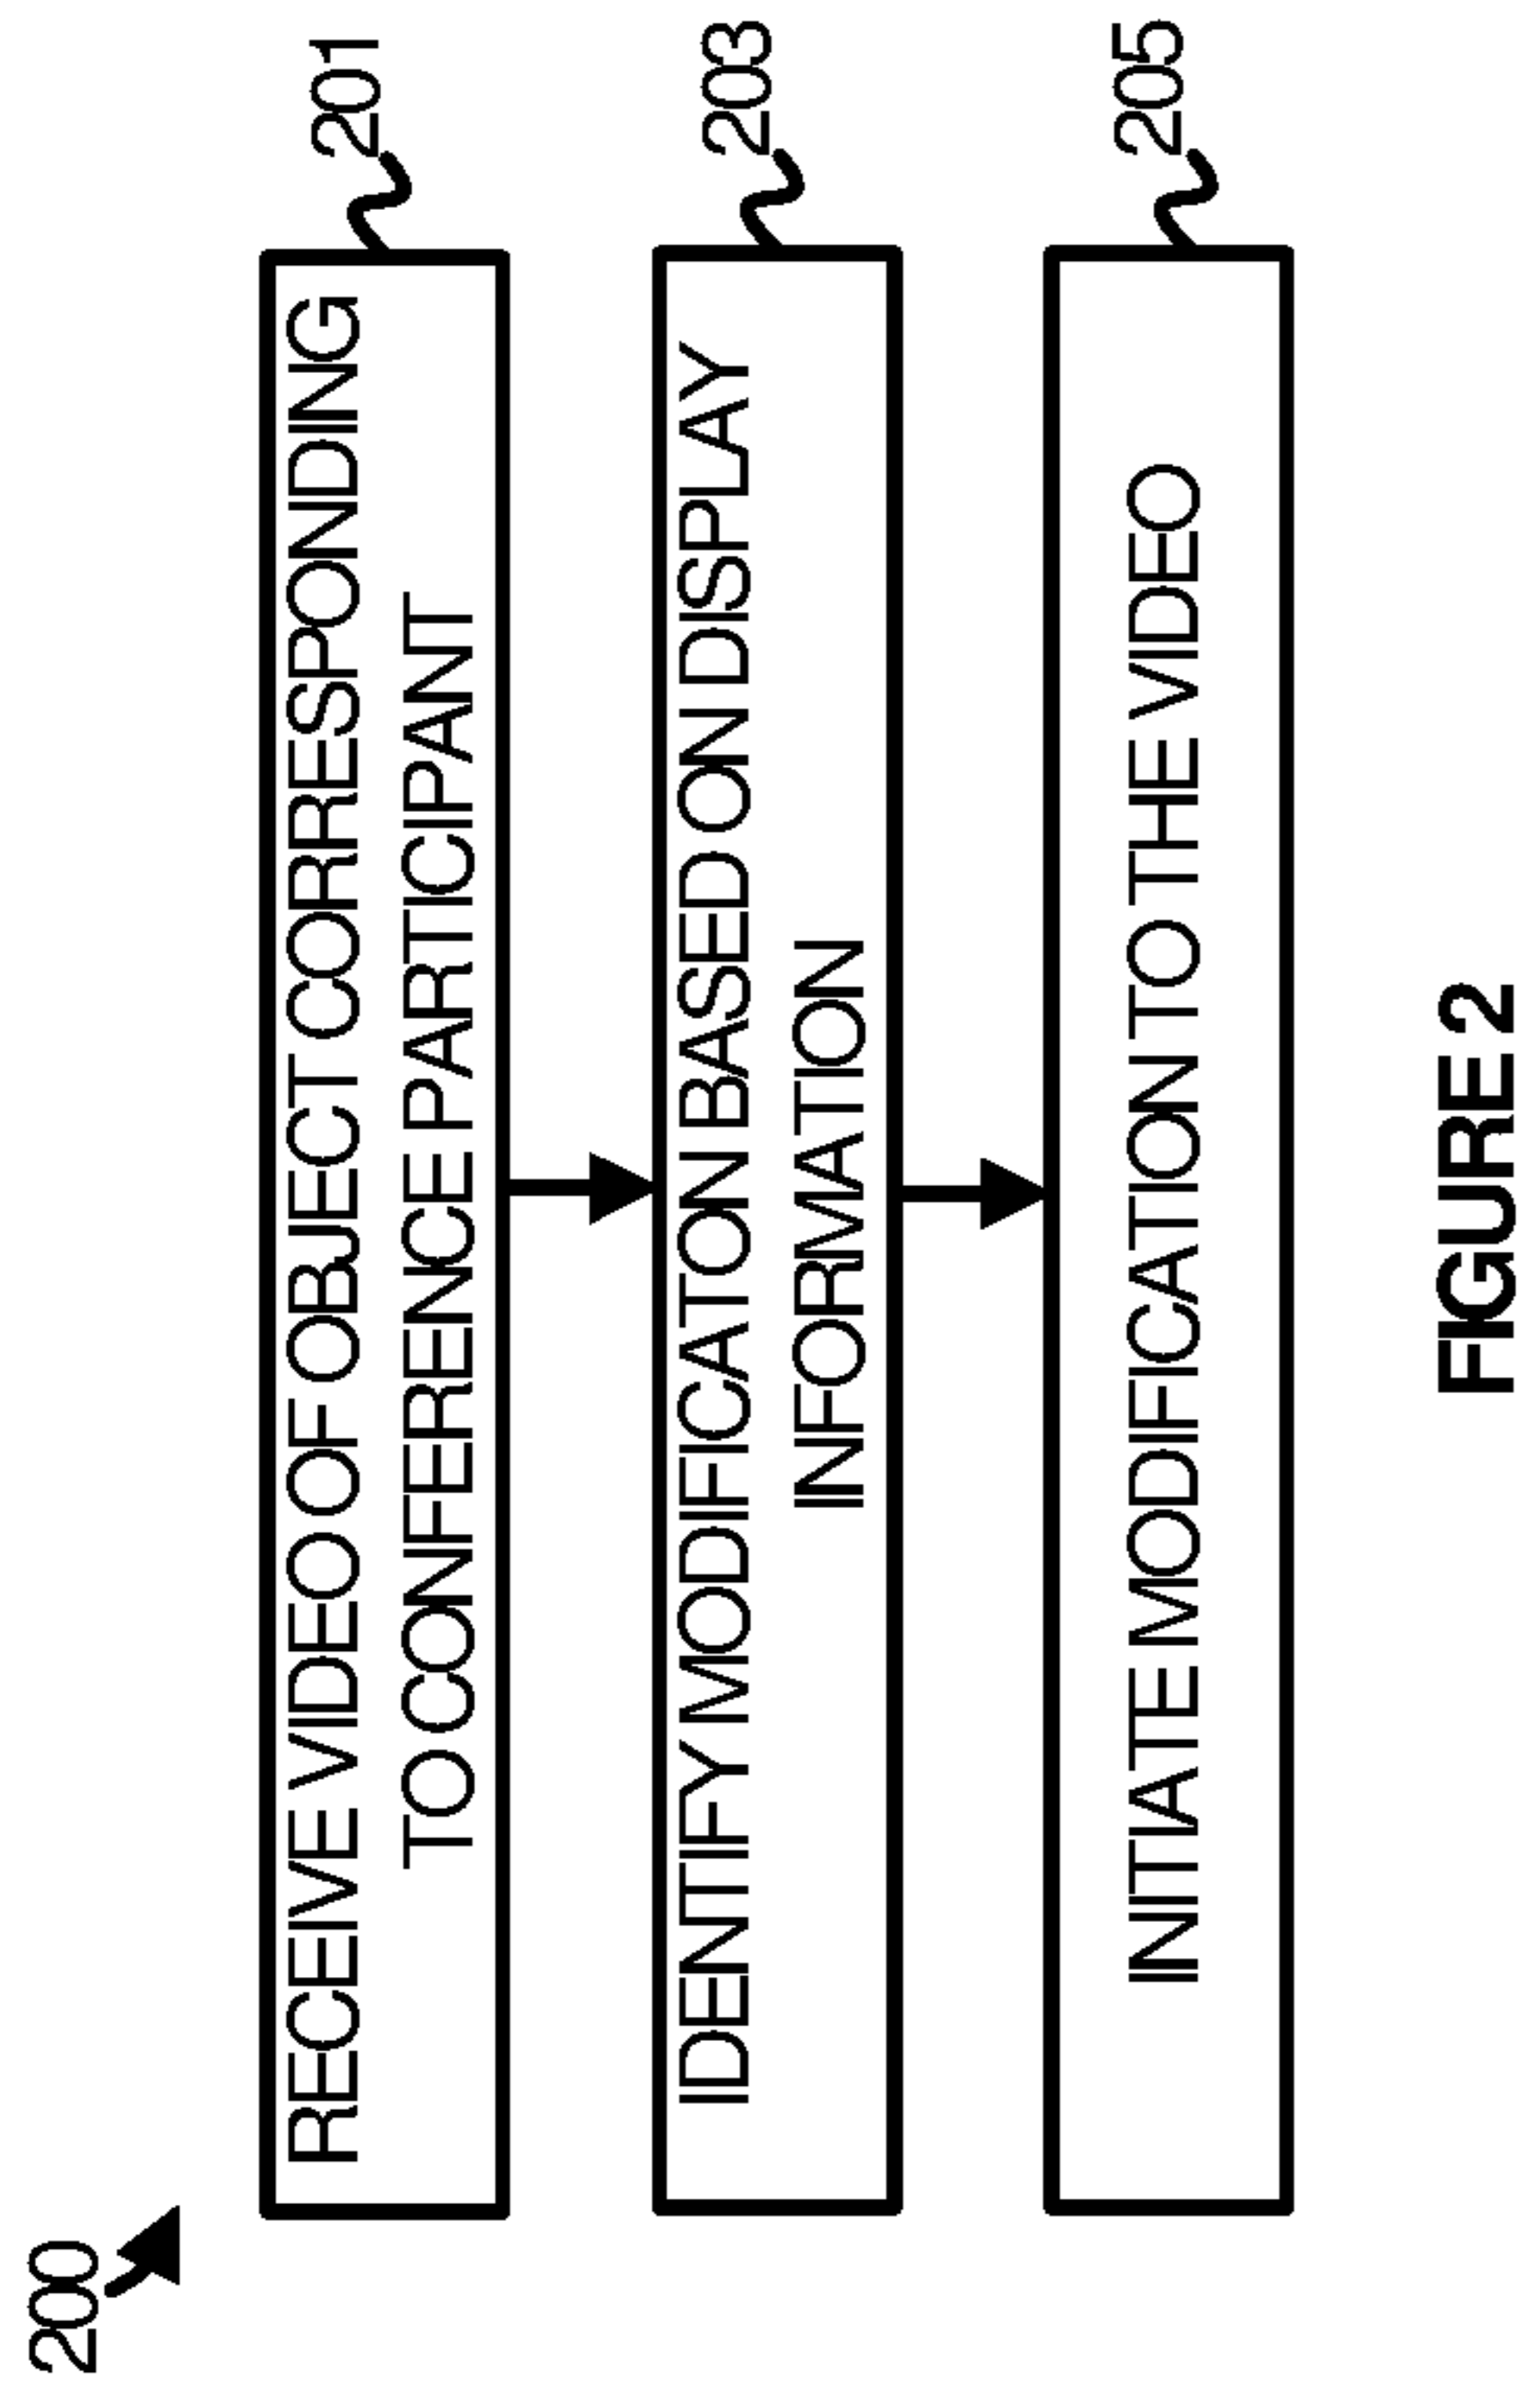 200
RECEIVE VIDEO OF OBJECT CORRESPONDING
TO CONFERENCE PARTICIPANT
201
IDENTIFY MODIFICATON BASED ON DISPLAY
INFORMATION
203
INITIATE MODIFICATION TO THE VIDEO
205
FIGURE 2